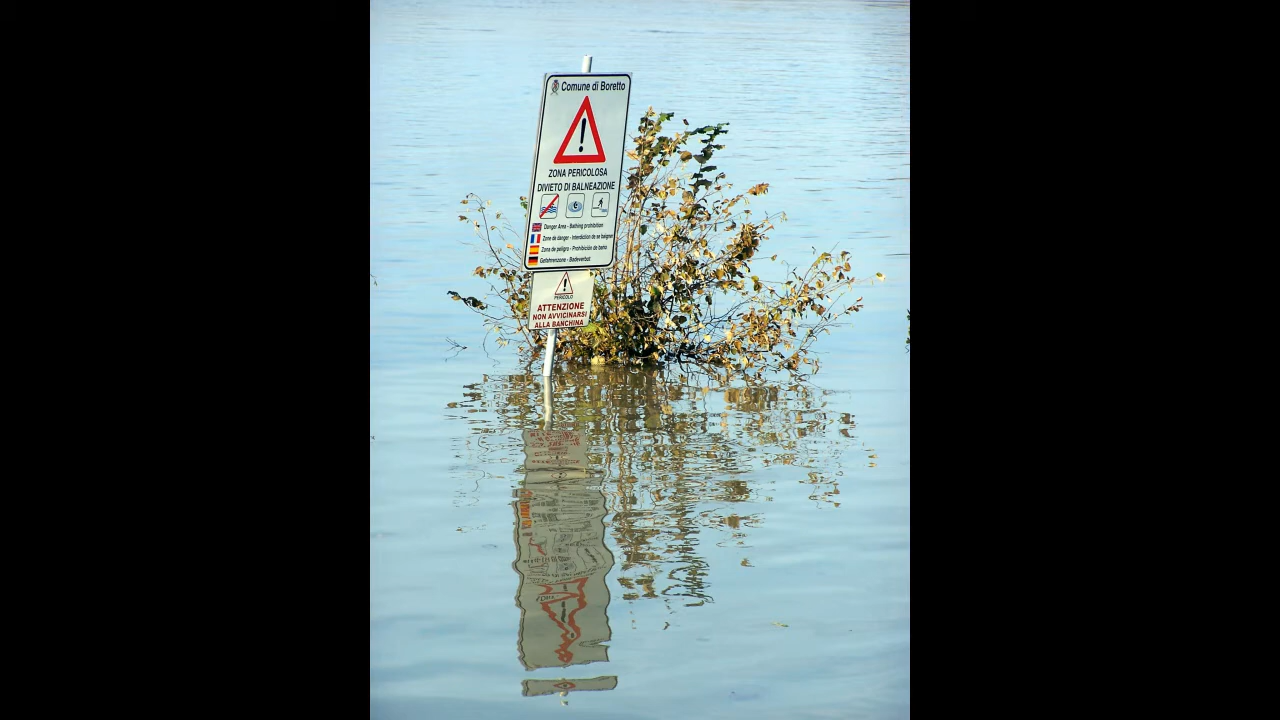 Comune di Boretto
ZONA PERICOLOSA
DIVIETO DI BALNEAZIONE
Danger Area - Bathing prohibition
Zone de danger - Interdiction de se baigner
Zona de peligro - Prohibición de baño
Gefahrenzone - Badeverbot
PERICOLO
ATTENZIONE
NON AVVICINARSI
ALLA BANCHINA